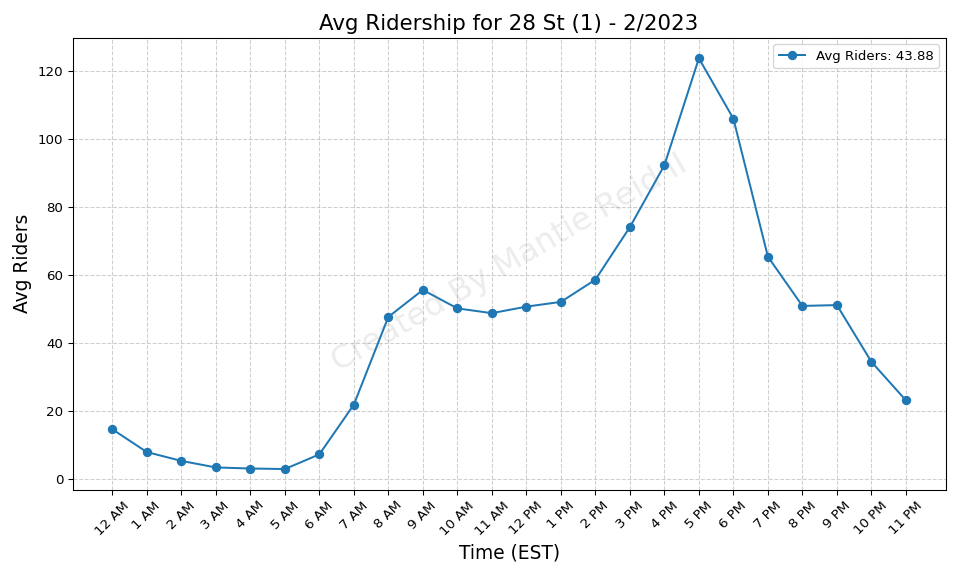 Avg Ridership for 28 St (1) - 2/2023
Avg Riders: 43.88
Avg Riders
120
100
80
60
40
20
0
Created By Mantle Reidhl
12 AM
1 AM
2 AM
3 AM
4 AM
5 AM
6 AM
7 AM
8 AM
9 AM
10 AM
11 AM
12 PM
1 PM
2 PM
3 PM
4 PM
5 PM
6 PM
7 PM
8 PM
9 PM
10 PM
11 PM
Time (EST)